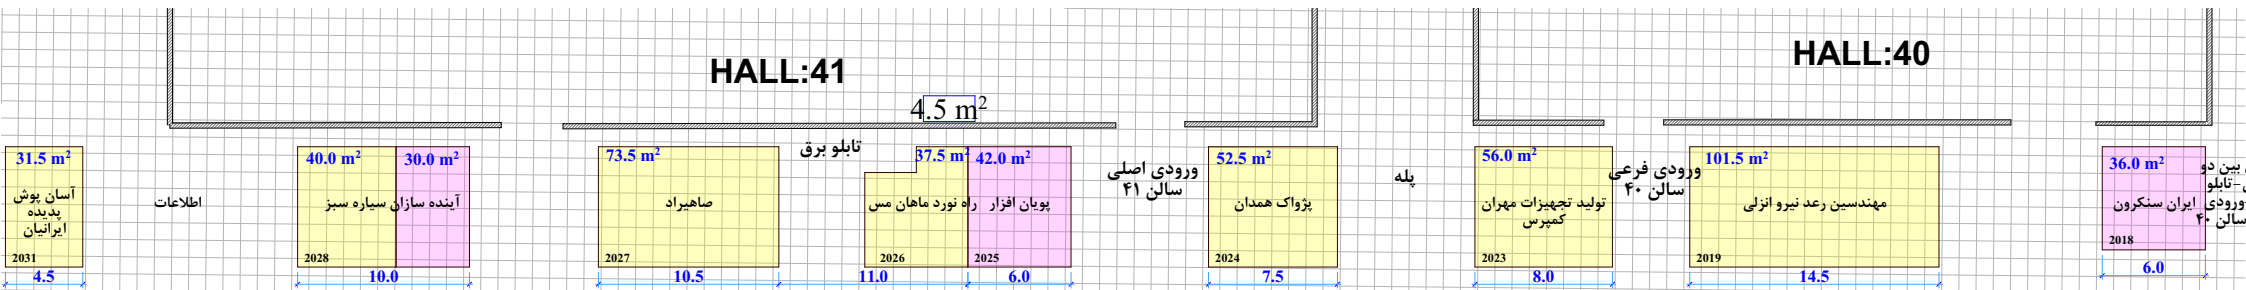 HALL:41
HALL:40
4.5 m²
تابلو برق
31.5 m²
آسان پوش
پدیده
ایرانیان
2031
4.5
اطلاعات
40.0 m²
30.0 m²
آینده سازان سیاره سبز
2028
10.0
73.5 m²
صاهیراد
2027
10.5
37.5 m²
راه نورد ماهان مس
2026
11.0
42.0 m²
پویان افزار
2025
6.0
ورودی اصلی
سالن ۴۱
52.5 m²
پژواک همدان
2024
7.5
پله
56.0 m²
تولید تجهیزات مهران
کمپرس
2023
8.0
ورودی فرعی
سالن ۴۰
101.5 m²
مهندسین رعد نیرو انزلی
2019
14.5
36.0 m²
ایران سنکرون
2018
6.0
بین دو
تابلو
ورودی
سالن ۴۰